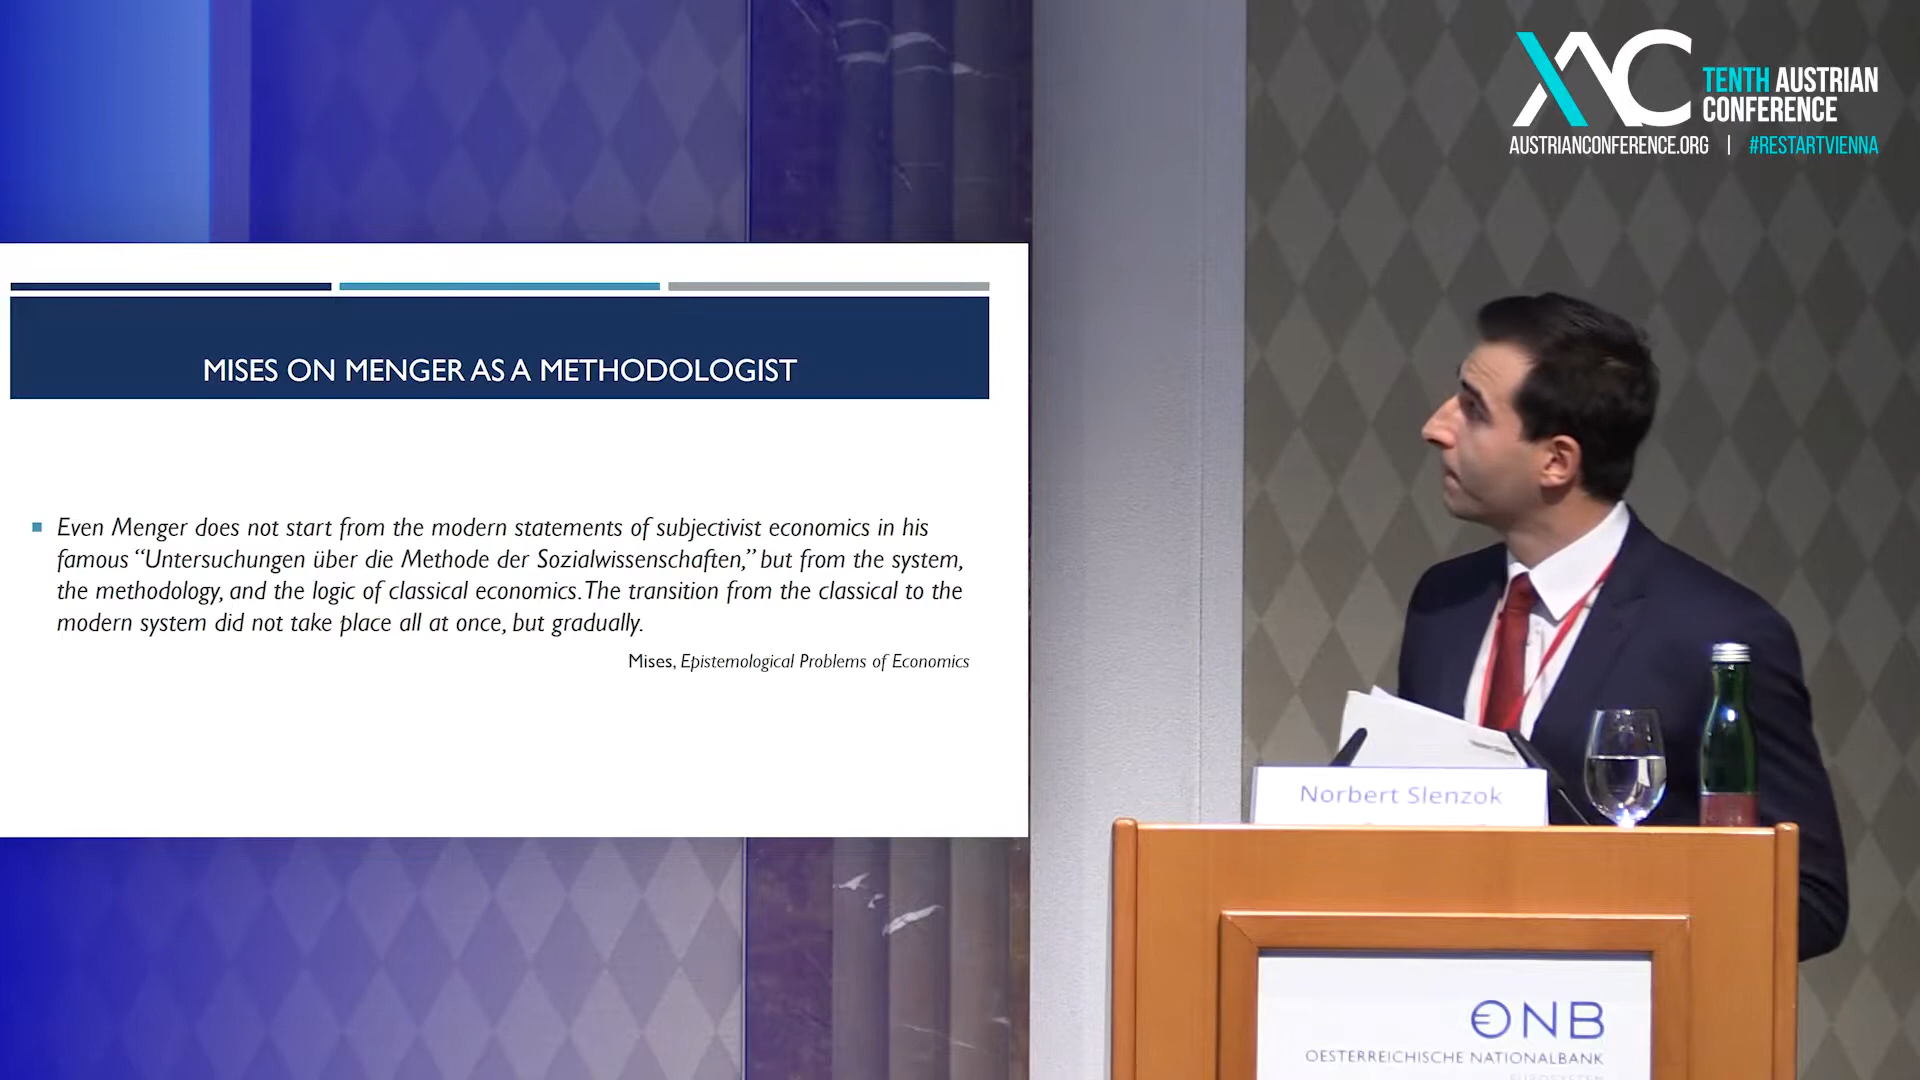 XAC
TENTH AUSTRIAN
CONFERENCE
AUSTRIANCONFERENCE.ORG | #RESTARTVIENNA
MISES ON MENGER AS A METHODOLOGIST
Even Menger does not start from the modern statements of subjectivist economics in his
famous “Untersuchungen über die Methode der Sozialwissenschaften,” but from the system,
the methodology, and the logic of classical economics. The transition from the classical to the
modern system did not take place all at once, but gradually.
Mises, Epistemological Problems of Economics
Norbert Slenzok
ONB
OESTERREICHISCHE NATIONALBANK
EUROSYSTEM